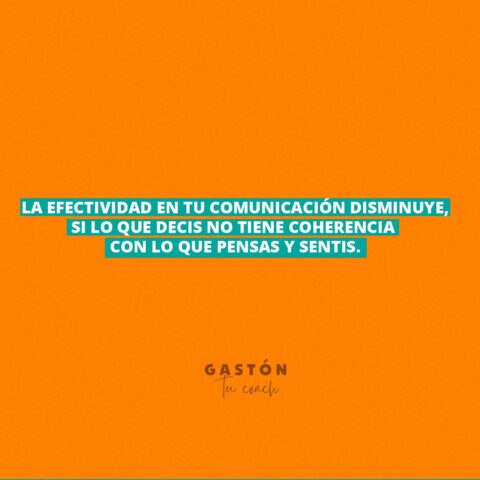 LA EFECTIVIDAD EN TU COMUNICACIÓN DISMINUYE,
SI LO QUE DECIS NO TIENE COHERENCIA
CON LO QUE PENSAS Y SENTIS.
GASTÓN
Tu coach